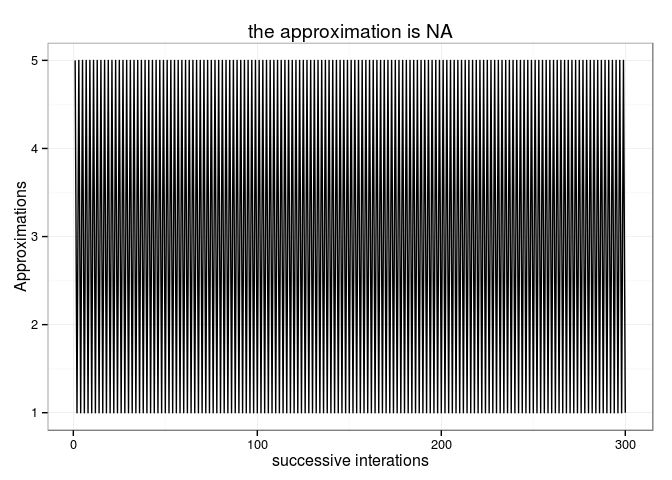 the approximation is NA
5
4
3
2
1
Approximations
0 100 200 300
successive interations